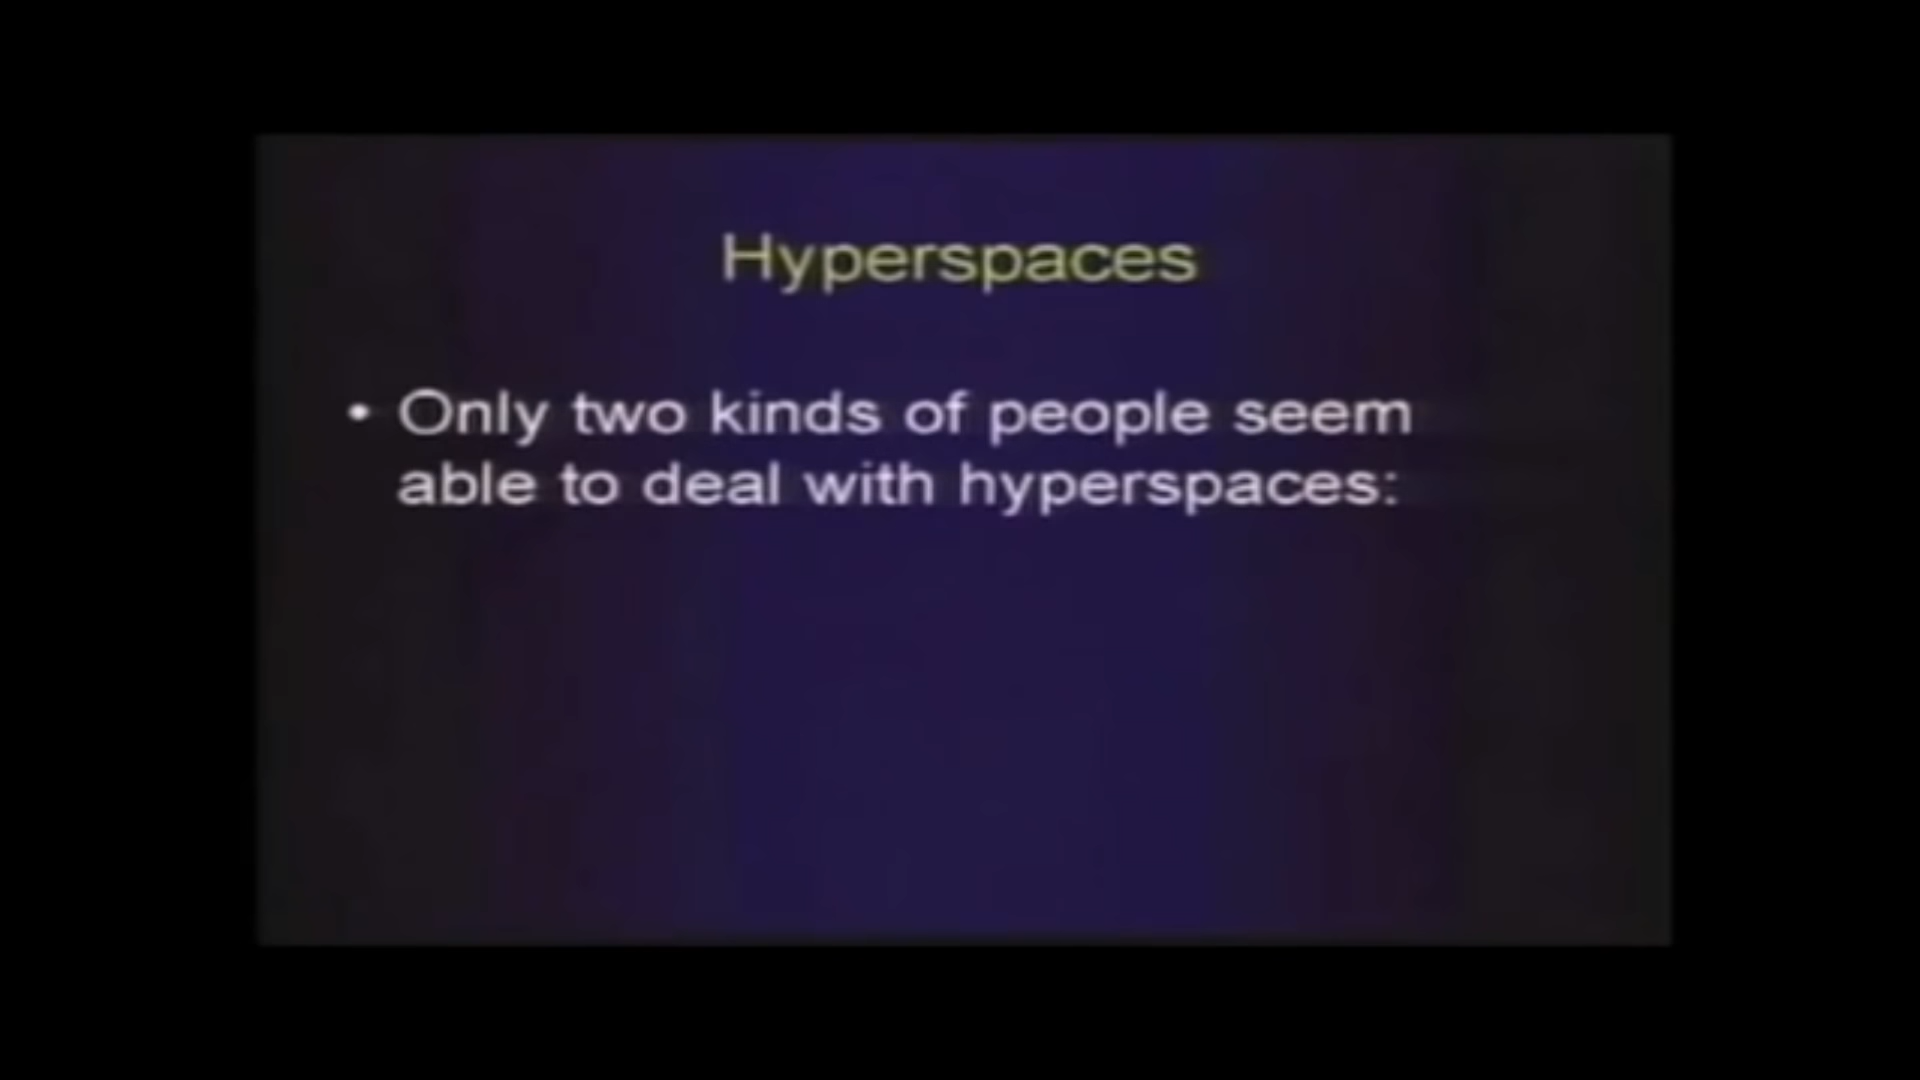 Hyperspaces
• Only two kinds of people seem
able to deal with hyperspaces: